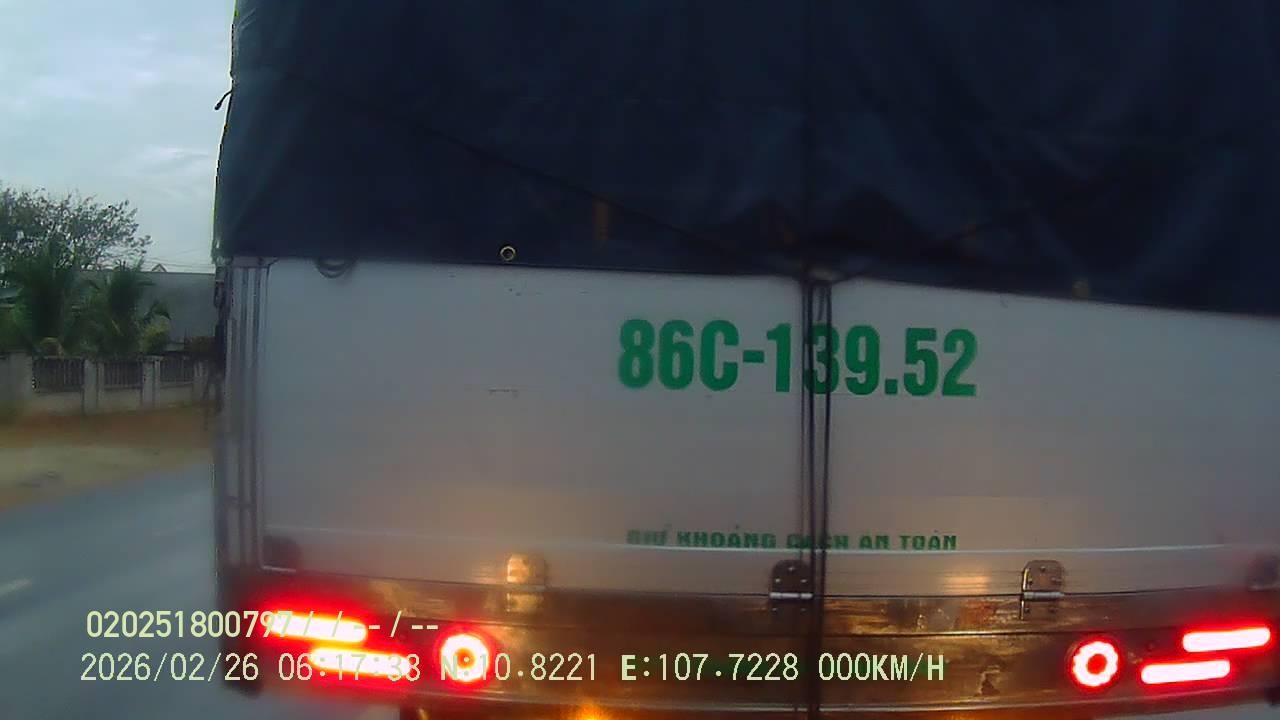 86C-139.52
GIỮ KHOẢNG CÁCH AN TOÀN
020251800797/ /--/--
2026/02/26 06:17:38 N:10.8221 E:107.7228 000KM/H